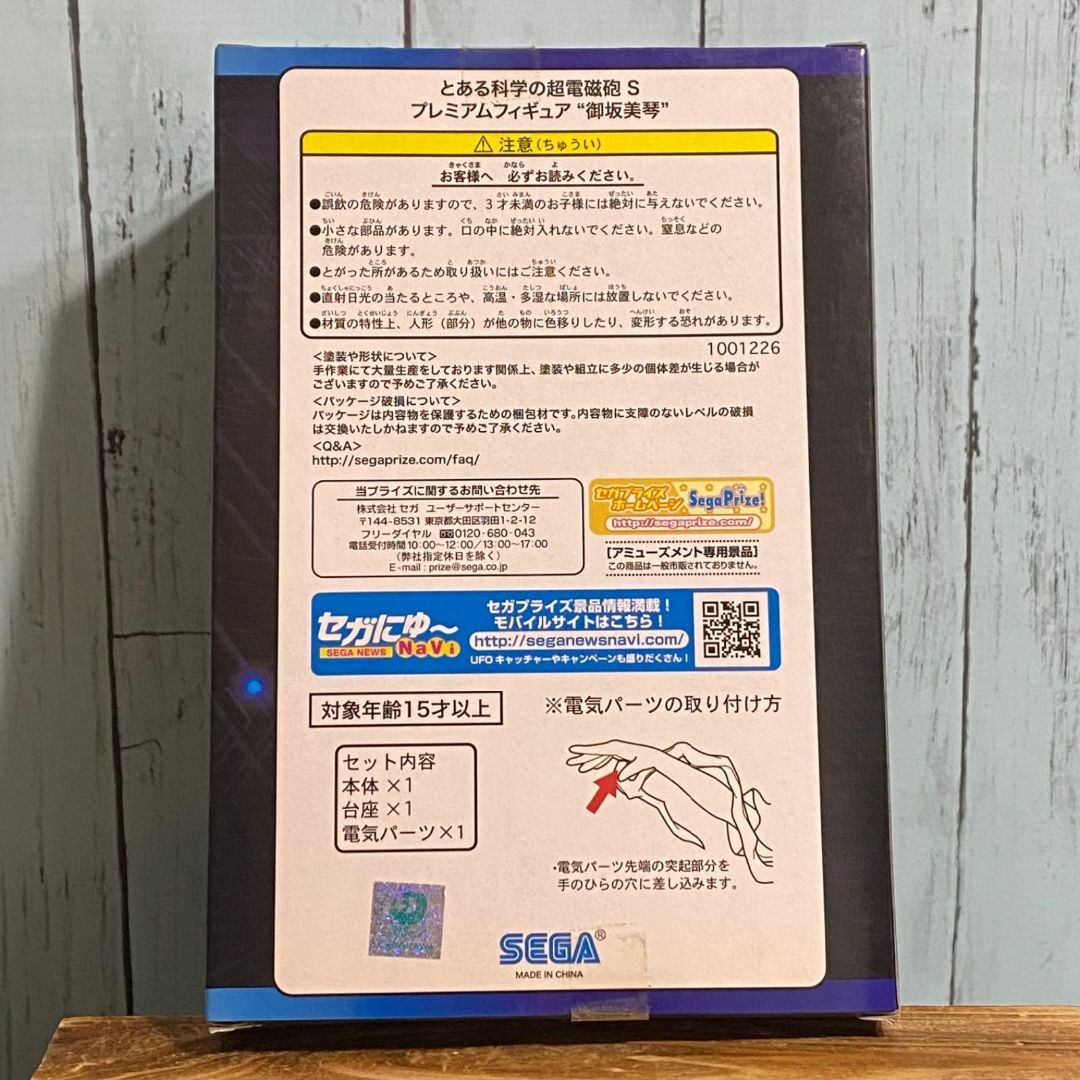 とある科学の超電磁砲 S
プレミアムフィギュア “御坂美琴”
⚠ 注意(ちゅうい)
お客様へ 必ずお読みください。
●誤飲の危険がありますので、3才未満のお子様には絶対に与えないでください。
●小さな部品があります。口の中に絶対入れないでください。窒息などの
危険があります。
●とがった所があるため取り扱いにはご注意ください。
●直射日光の当たるところや、高温・多湿な場所には放置しないでください。
●材質の特性上、人形(部分)が他の物に色移りしたり、変形する恐れがあります。
1001226
<塗装や形状について>
手作業にて大量生産をしております関係上、塗装や組立に多少の個体差が生じる場合が
ございますので予めご了承ください。
<パッケージ破損について>
パッケージは内容物を保護するための梱包材です。内容物に支障のないレベルの破損
は交換いたしかねますので予めご了承ください。
<Q&A>
http://segaprize.com/faq/
当プライズに関するお問い合わせ先
株式会社 セガ ユーザーサポートセンター
〒144-8531 東京都大田区羽田1-2-12
フリーダイヤル 0120-680-043
電話受付時間 10:00~12:00/13:00~17:00
(弊社指定休日を除く)
E-mail : prize@sega.co.jp
セガプライズ
ホームページ
SegaPrize!
http://segaprize.com/
[アミューズメント専用景品]
この商品は一般市販されておりません。
セガにゅ~
SEGA NEWS NaVi
セガプライズ景品情報満載!
モバイルサイトはこちら!
http://seganewsnavi.com/
UFOキャッチャーやキャンペーンも盛りだくさん!
対象年齢15才以上
※電気パーツの取り付け方
セット内容
本体 ×1
台座 ×1
電気パーツ×1
・電気パーツ先端の突起部分を
手のひらの穴に差し込みます。
SEGA®
MADE IN CHINA